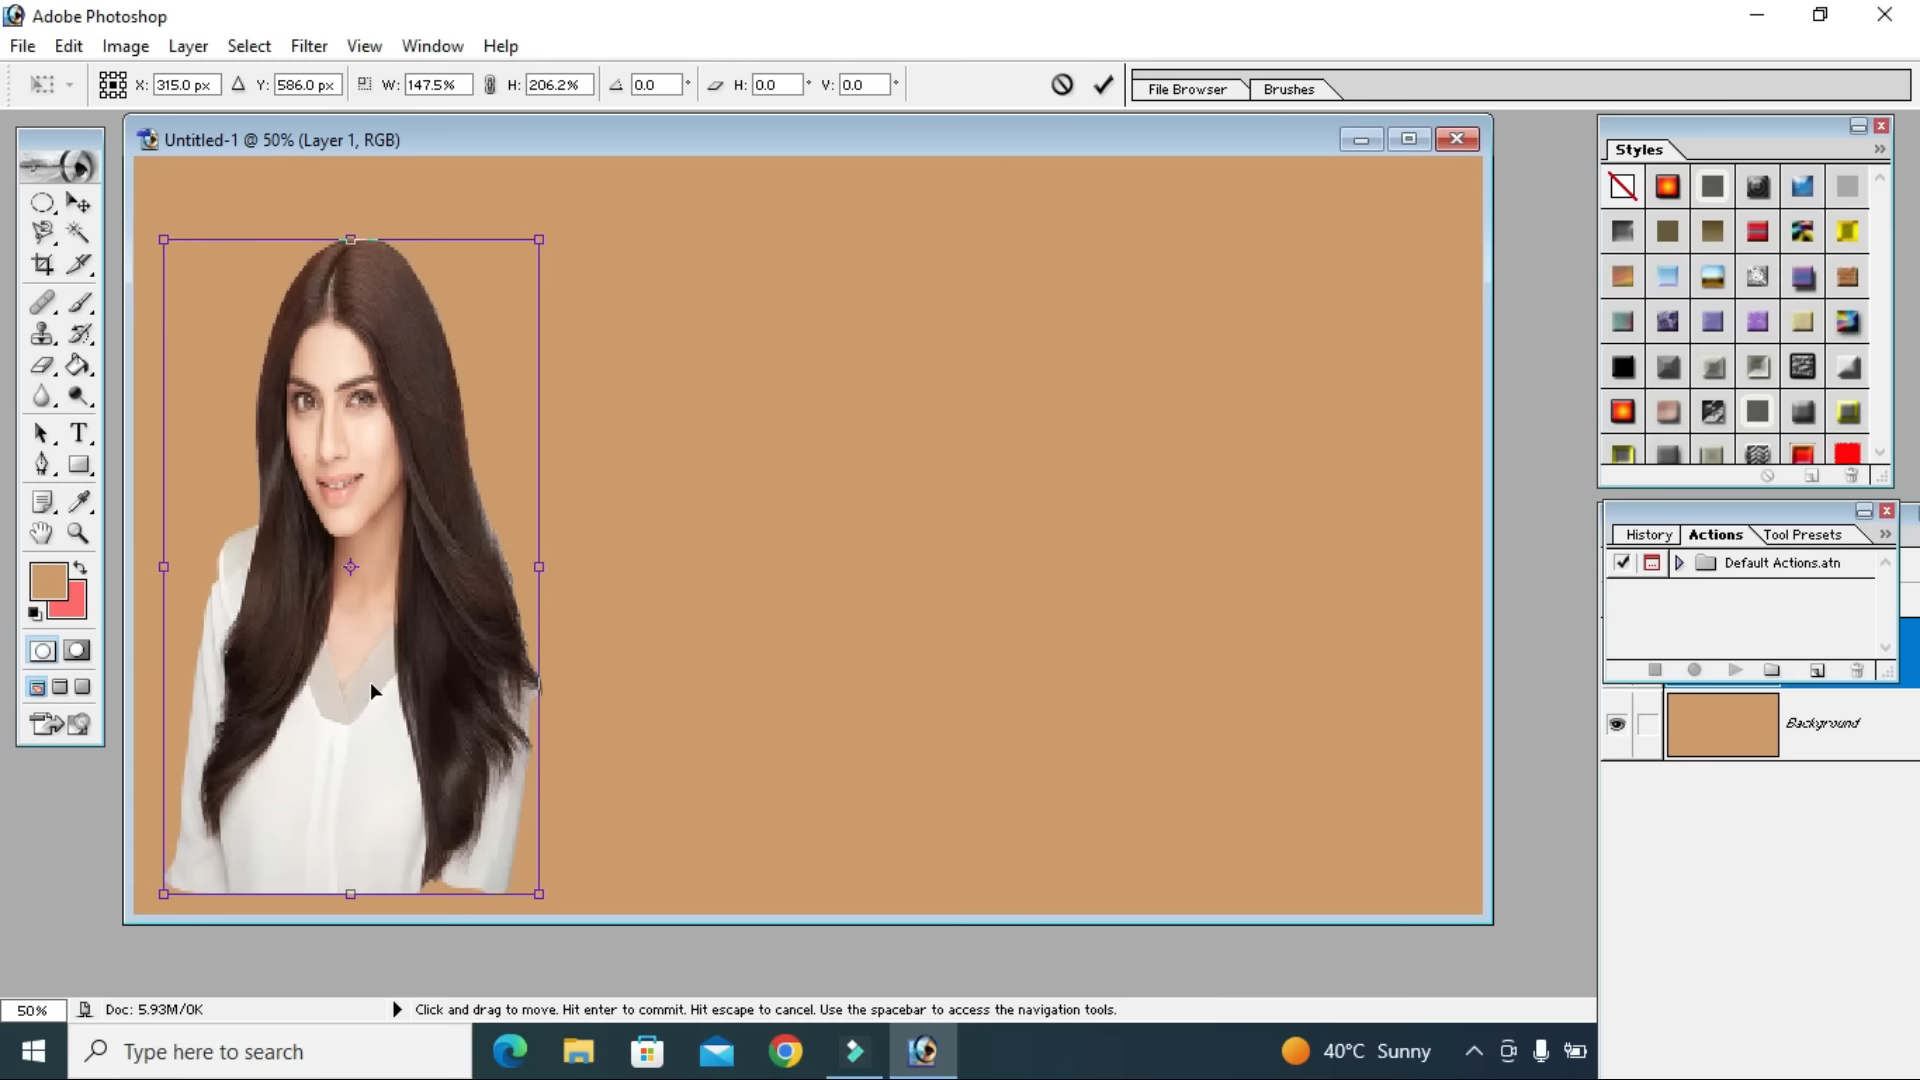 Adobe Photoshop
File Edit Image Layer Select Filter View Window Help
X: 315.0 px Y: 586.0 px W: 147.5% H: 206.2% 0.0 ° H: 0.0 ° V: 0.0 ° File Browser Brushes
Untitled-1 @ 50% (Layer 1, RGB)
Styles
T
History Actions Tool Presets
Default Actions.atn
Background
50% Doc: 5.93M/0K Click and drag to move. Hit enter to commit. Hit escape to cancel. Use the spacebar to access the navigation tools.
Type here to search 40°C Sunny